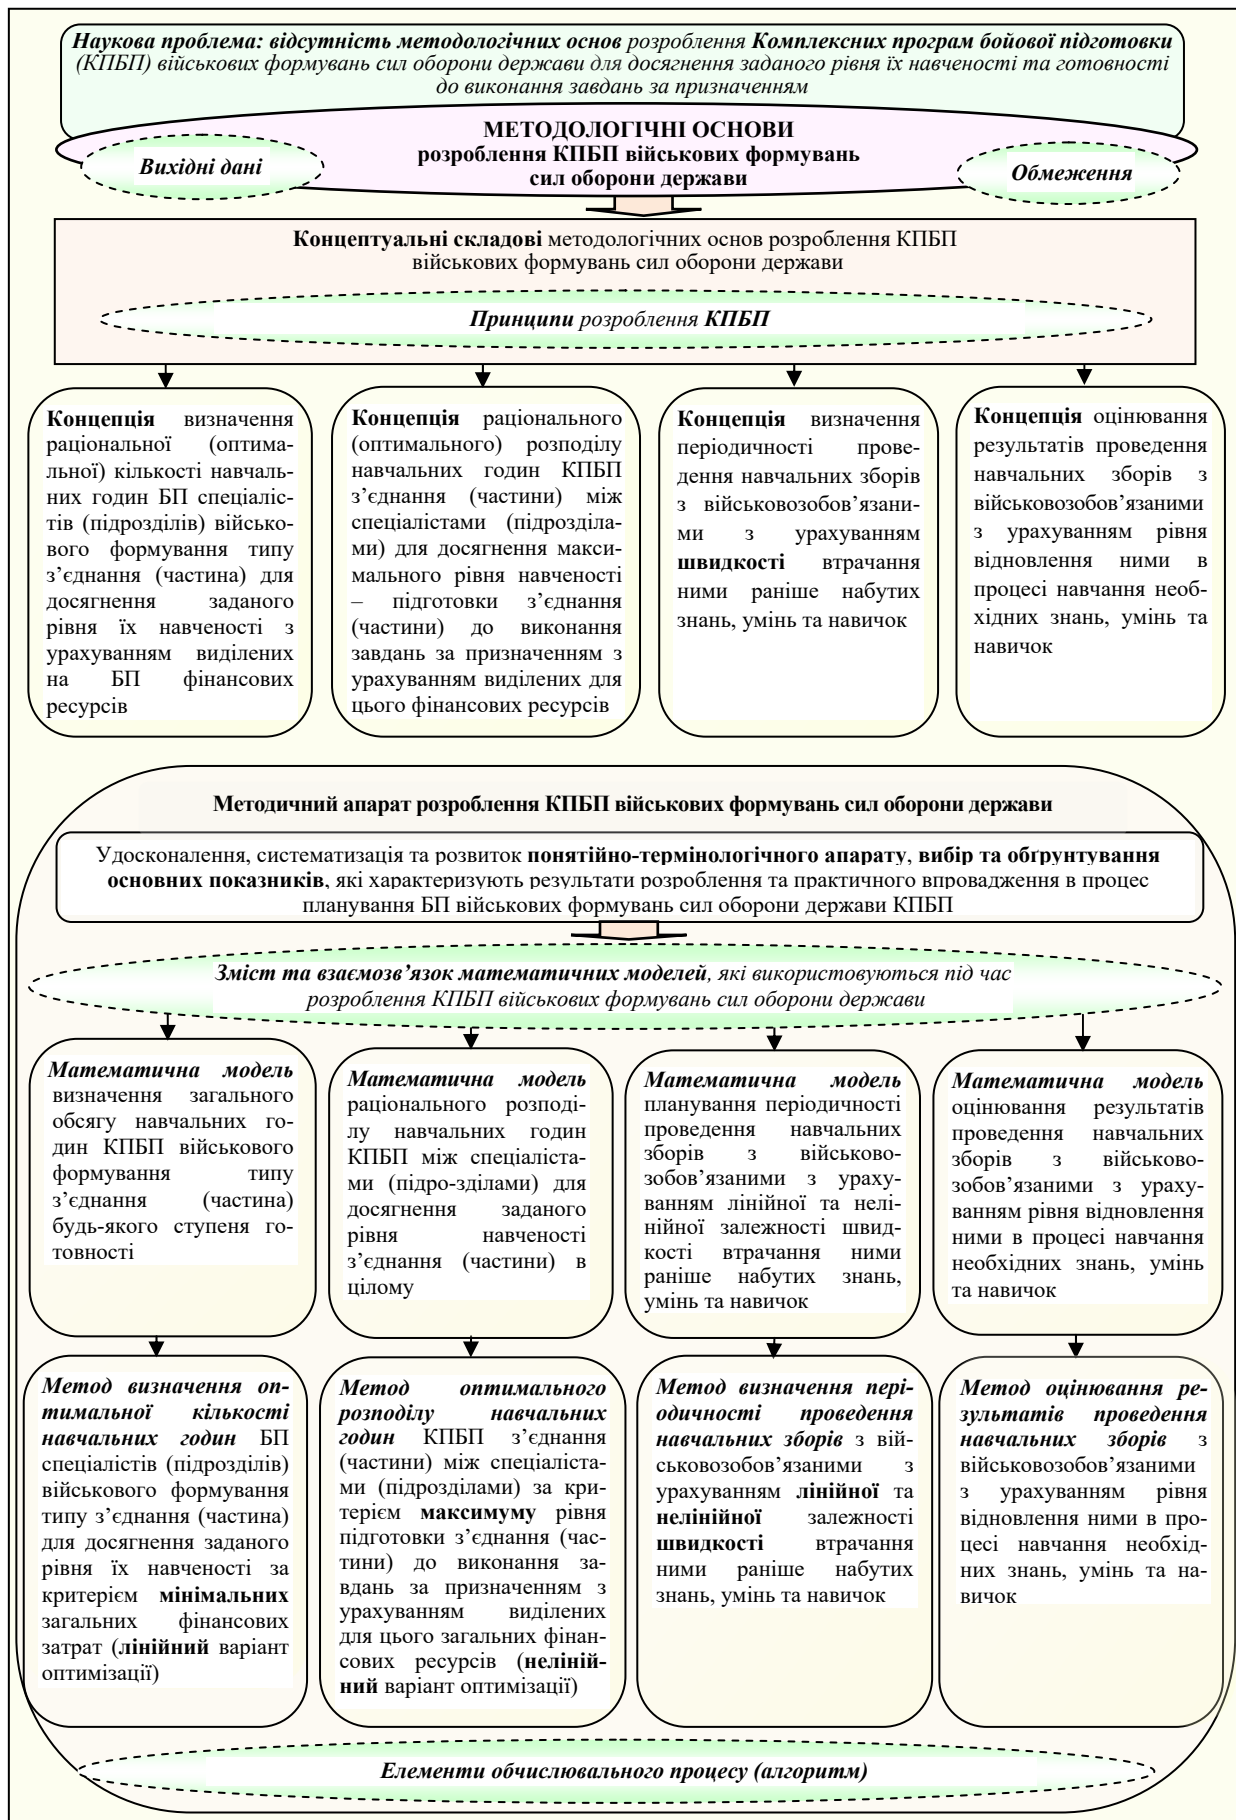 Наукова проблема: відсутність методологічних основ розроблення Комплексних програм бойової підготовки
(КПБП) військових формувань сил оборони держави для досягнення заданого рівня їх навченості та готовності
до виконання завдань за призначенням
МЕТОДОЛОГІЧНІ ОСНОВИ
розроблення КПБП військових формувань
сил оборони держави
Вихідні дані
Обмеження
Концептуальні складові методологічних основ розроблення КПБП
військових формувань сил оборони держави
Принципи розроблення КПБП
Концепція визначення
раціональної (оптима-
льної) кількості навчаль-
них годин БП спеціаліс-
тів (підрозділів) військо-
вого формування типу
з’єднання (частина) для
досягнення заданого
рівня їх навченості з
урахуванням виділених
на БП фінансових
ресурсів
Концепція раціонального
(оптимального) розподілу
навчальних годин КПБП
з’єднання (частини) між
спеціалістами (підрозділа-
ми) для досягнення макси-
мального рівня навченості
– підготовки з’єднання
(частини) до виконання
завдань за призначенням з
урахуванням виділених для
цього фінансових ресурсів
Концепція визначення
періодичності прове-
дення навчальних зборів
з військовозобов’язани-
ми з урахуванням
швидкості втрачання
ними раніше набутих
знань, умінь та навичок
Концепція оцінювання
результатів проведення
навчальних зборів з
військовозобов’язаними
з урахуванням рівня
відновлення ними в
процесі навчання необ-
хідних знань, умінь та
навичок
Методичний апарат розроблення КПБП військових формувань сил оборони держави
Удосконалення, систематизація та розвиток понятійно-термінологічного апарату, вибір та обґрунтування
основних показників, які характеризують результати розроблення та практичного впровадження в процес
планування БП військових формувань сил оборони держави КПБП
Зміст та взаємозв’язок математичних моделей, які використовуються під час
розроблення КПБП військових формувань сил оборони держави
Математична модель
визначення загального
обсягу навчальних го-
дин КПБП військового
формування типу
з’єднання (частина)
будь-якого ступеня го-
товності
Математична модель
раціонального розподі-
лу навчальних годин
КПБП між спеціаліста-
ми (підро-зділами) для
досягнення заданого
рівня навченості
з’єднання (частини) в
цілому
Математична модель
планування періодичності
проведення навчальних
зборів з військово-
зобов’язаними з ураху-
ванням лінійної та нелі-
нійної залежності швид-
кості втрачання ними
раніше набутих знань,
умінь та навичок
Математична модель
оцінювання результатів
проведення навчальних
зборів з військово-
зобов’язаними з ураху-
ванням рівня відновлення
ними в процесі навчання
необхідних знань, умінь
та навичок
Метод визначення оп-
тимальної кількості
навчальних годин БП
спеціалістів (підрозділів)
військового формування
типу з’єднання (частина)
для досягнення заданого
рівня їх навченості за
критерієм мінімальних
загальних фінансових
затрат (лінійний варіант
оптимізації)
Метод оптимального
розподілу навчальних
годин КПБП з’єднання
(частини) між спеціаліста-
ми (підрозділами) за кри-
терієм максимуму рівня
підготовки з’єднання (час-
тини) до виконання за-
вдань за призначенням з
урахуванням виділених
для цього загальних фінан-
сових ресурсів (неліній-
ний варіант оптимізації)
Метод визначення пері-
одичності проведення
навчальних зборів з вій-
ськовозобов’язаними з
урахуванням лінійної та
нелінійної залежності
швидкості втрачання
ними раніше набутих
знань, умінь та навичок
Метод оцінювання ре-
зультатів проведення
навчальних зборів з
військовозобов’язаними
з урахуванням рівня
відновлення ними в про-
цесі навчання необхід-
них знань, умінь та на-
вичок
Елементи обчислювального процесу (алгоритм)